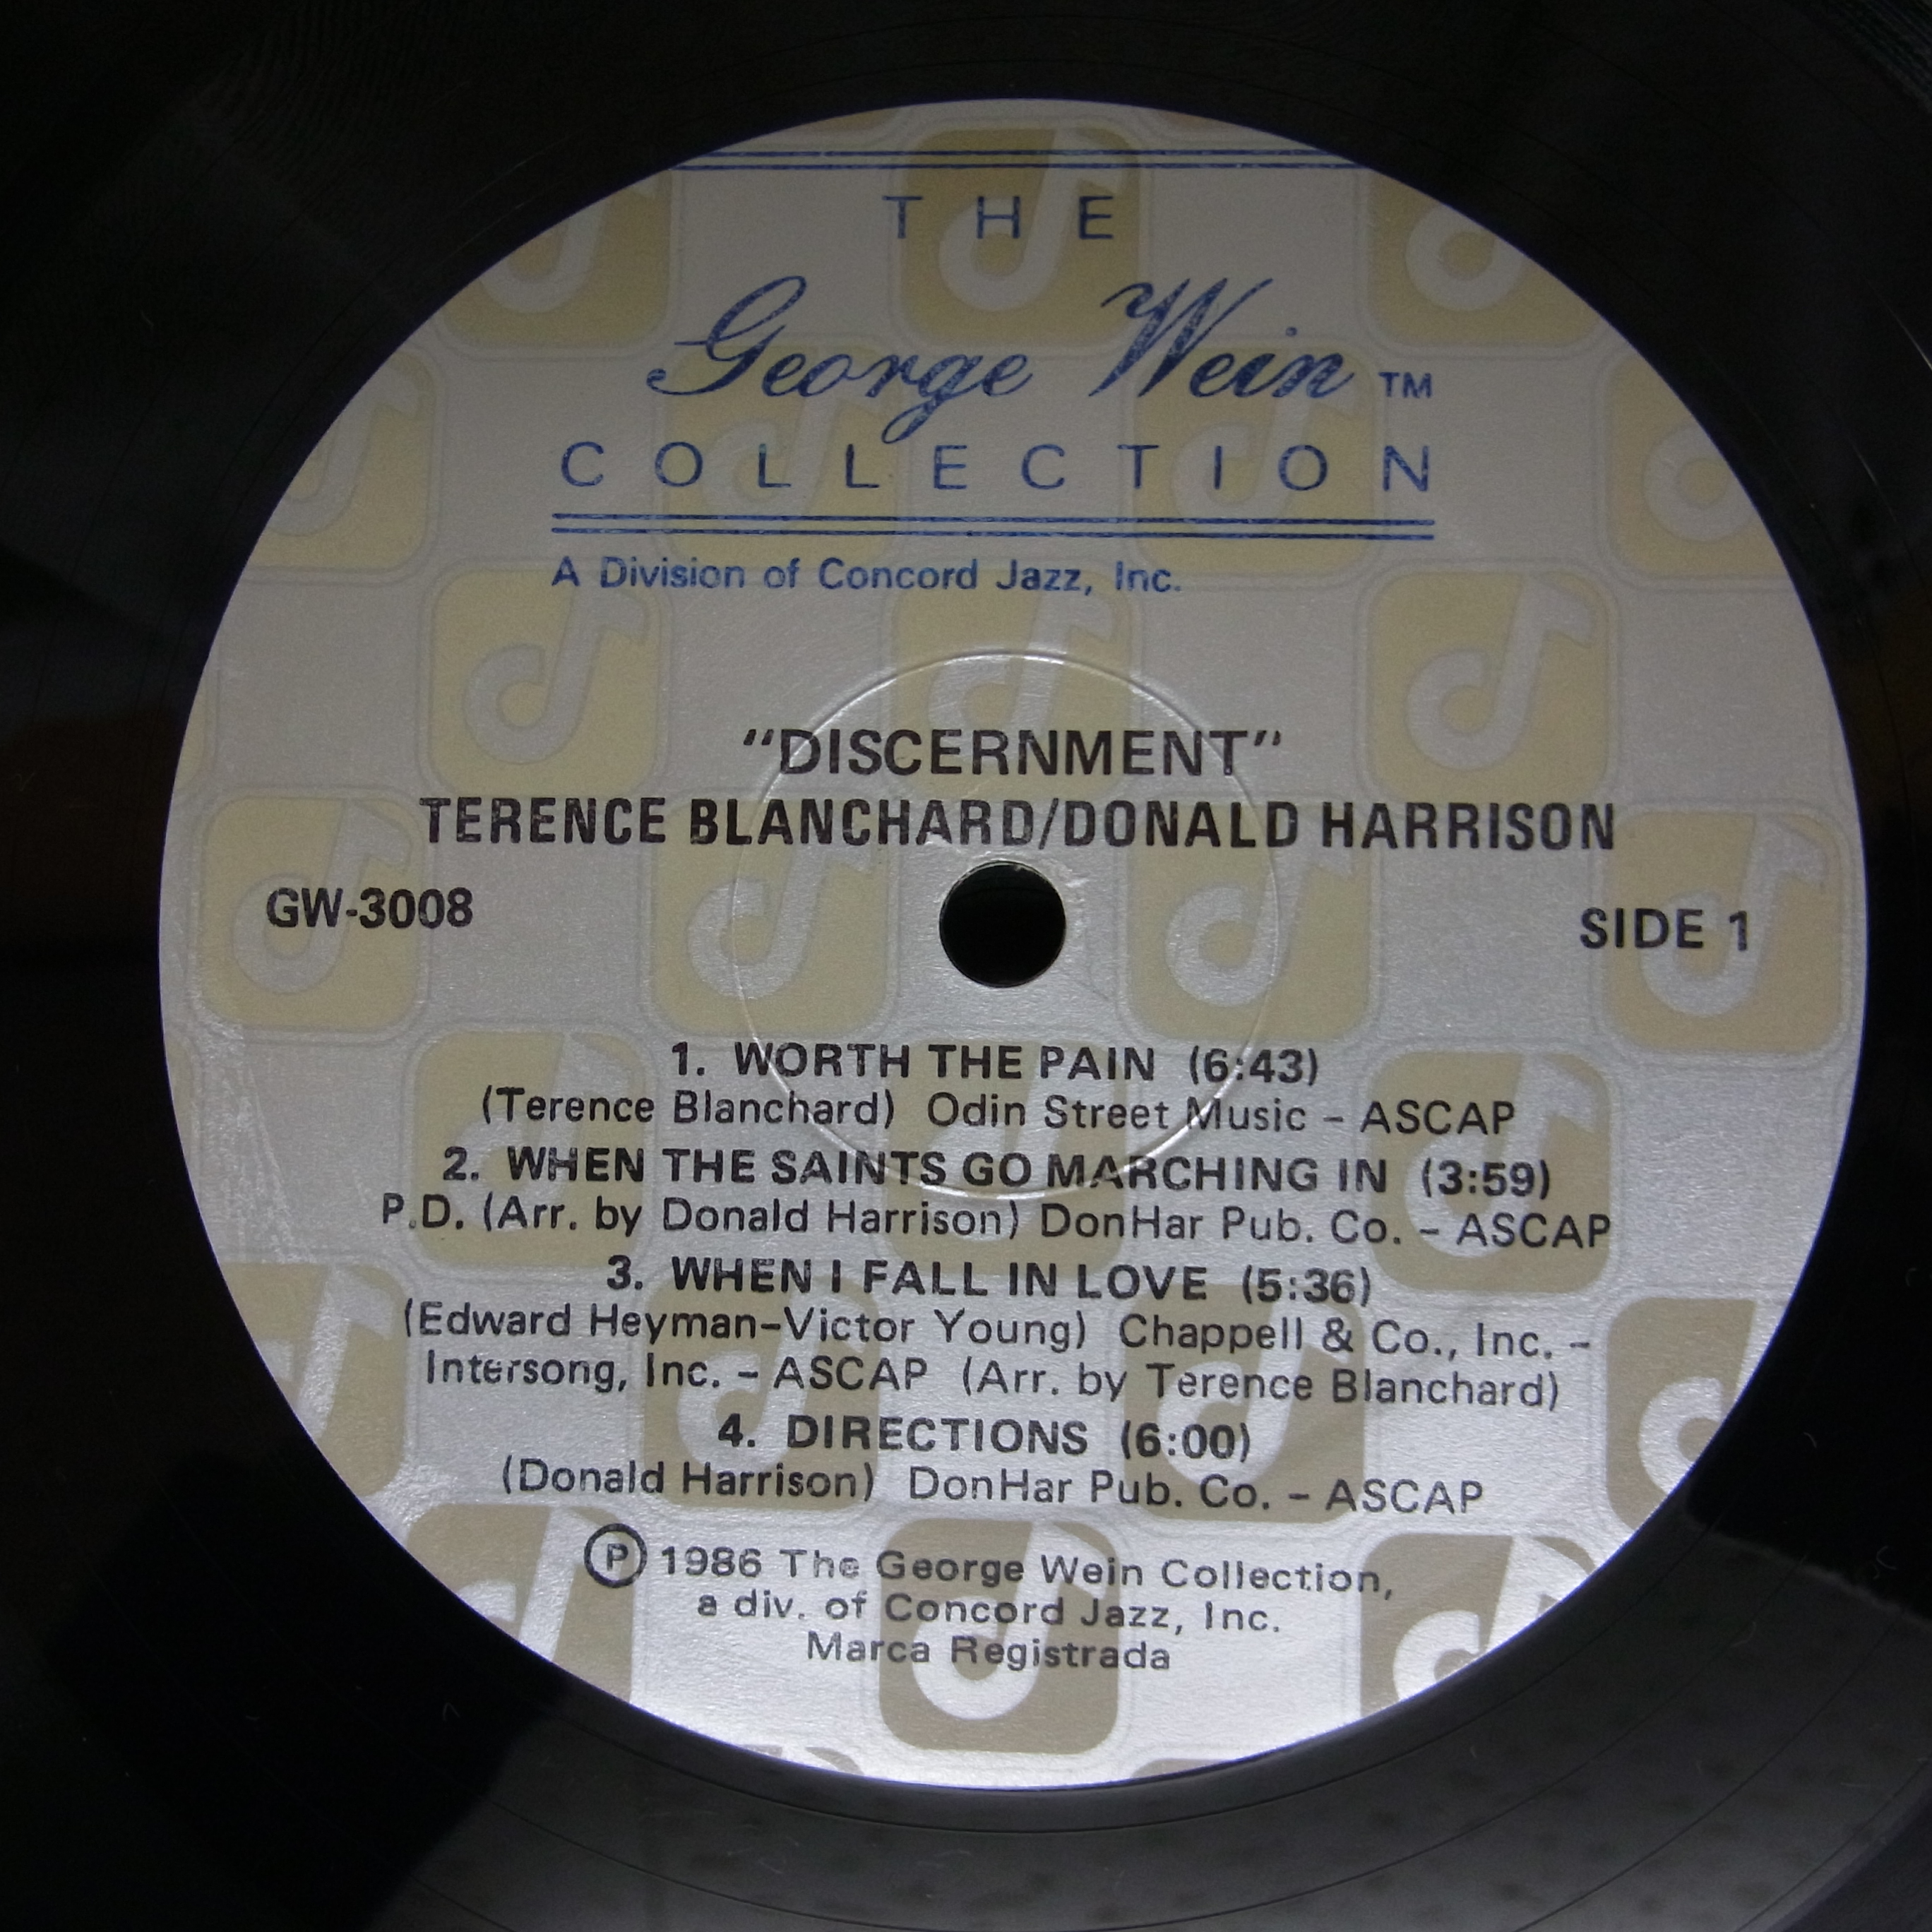 THE
George Wein TM
COLLECTION
A Division of Concord Jazz, Inc.
"DISCERNMENT"
TERENCE BLANCHARD/DONALD HARRISON
GW-3008
SIDE 1
1. WORTH THE PAIN (6:43)
(Terence Blanchard) Odin Street Music – ASCAP
2. WHEN THE SAINTS GO MARCHING IN (3:59)
P.D. (Arr. by Donald Harrison) DonHar Pub. Co. – ASCAP
3. WHEN I FALL IN LOVE (5:36)
(Edward Heyman–Victor Young) Chappell & Co., Inc. –
Intersong, Inc. – ASCAP (Arr. by Terence Blanchard)
4. DIRECTIONS (6:00)
(Donald Harrison) DonHar Pub. Co. – ASCAP
Ⓟ 1986 The George Wein Collection,
a div. of Concord Jazz, Inc.
Marca Registrada